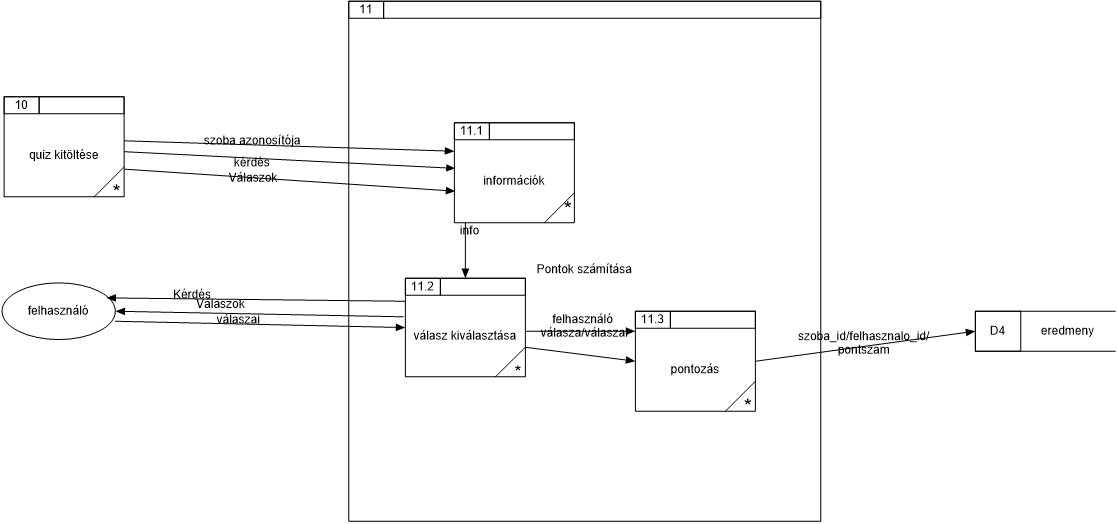 11
10
quiz kitöltése
*
szoba azonosítója
kérdés
Válaszok
11.1
információk
*
info
Pontok számítása
11.2
válasz kiválasztása
*
felhasználó
Kérdés
Válaszok
válaszai
felhasználó
válasza/válaszai
11.3
pontozás
*
szoba_id/felhasznalo_id/
pontszam
D4
eredmeny